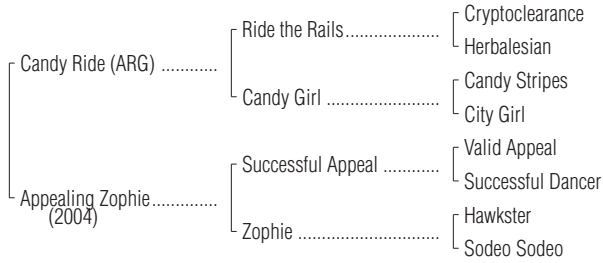 Cryptoclearance
Ride the Rails.....................
Herbalesian
Candy Ride (ARG) ............
Candy Stripes
Candy Girl .........................
City Girl
Valid Appeal
Successful Appeal ............
Successful Dancer
Appealing Zophie..............
(2004)
Hawkster
Zophie ...............................
Sodeo Sodeo